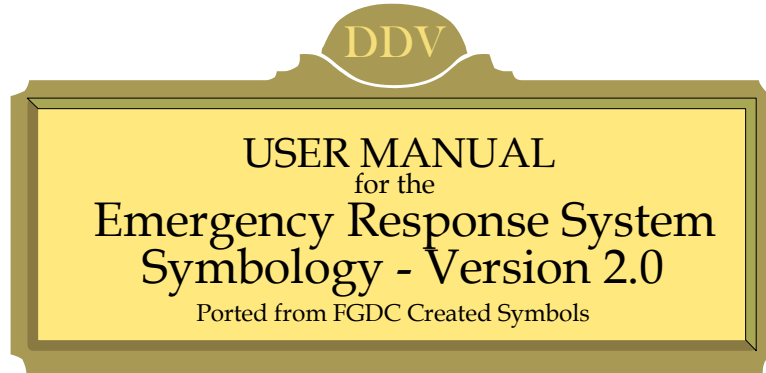 DDV
USER MANUAL
for the
Emergency Response System
Symbology - Version 2.0
Ported from FGDC Created Symbols